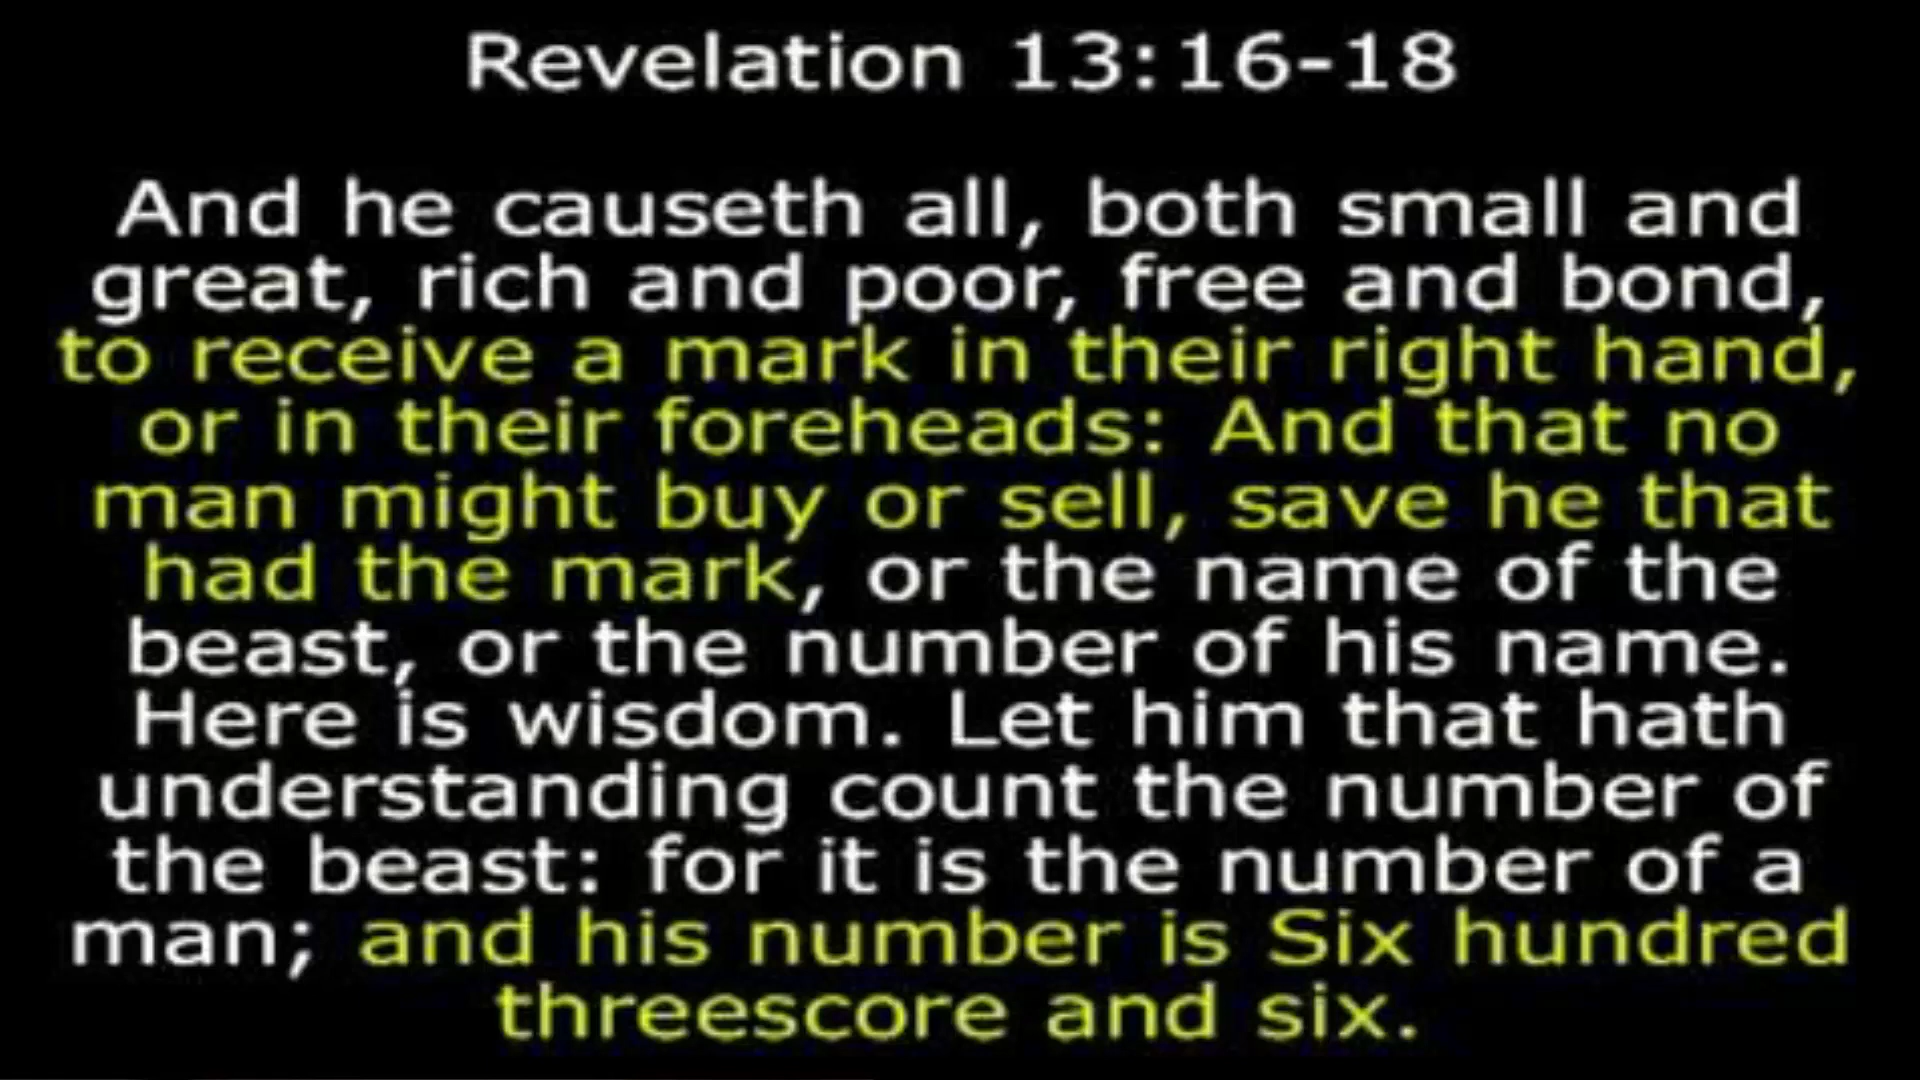 Revelation 13:16-18
And he causeth all, both small and
great, rich and poor, free and bond,
to receive a mark in their right hand,
or in their foreheads: And that no
man might buy or sell, save he that
had the mark, or the name of the
beast, or the number of his name.
Here is wisdom. Let him that hath
understanding count the number of
the beast: for it is the number of a
man; and his number is Six hundred
threescore and six.